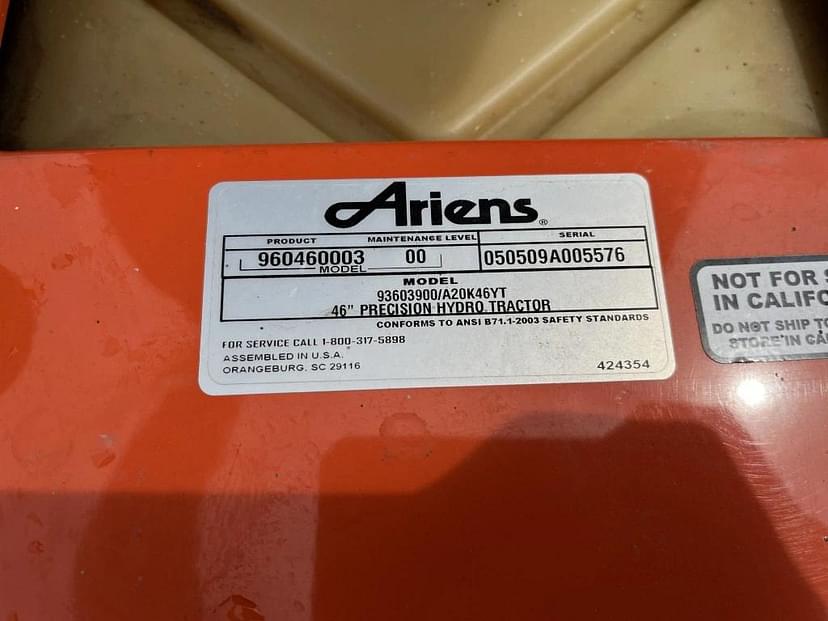 Ariens®
PRODUCT MAINTENANCE LEVEL SERIAL
960460003 00 050509A005576
MODEL
MODEL
93603900/A20K46YT
46" PRECISION HYDRO TRACTOR
CONFORMS TO ANSI B71.1-2003 SAFETY STANDARDS
FOR SERVICE CALL 1-800-317-5898
ASSEMBLED IN U.S.A.
ORANGEBURG. SC 29116 424354
NOT FOR
IN CALIFO
DO NOT SHIP TO
STORE IN CA